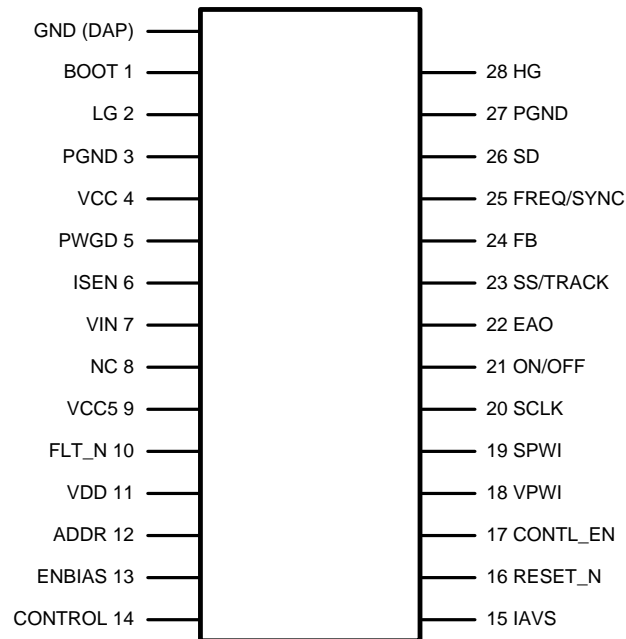 GND (DAP)
BOOT 1
LG 2
PGND 3
VCC 4
PWGD 5
ISEN 6
VIN 7
NC 8
VCC5 9
FLT_N 10
VDD 11
ADDR 12
ENBIAS 13
CONTROL 14
28 HG
27 PGND
26 SD
25 FREQ/SYNC
24 FB
23 SS/TRACK
22 EAO
21 ON/OFF
20 SCLK
19 SPWI
18 VPWI
17 CONTL_EN
16 RESET_N
15 IAVS